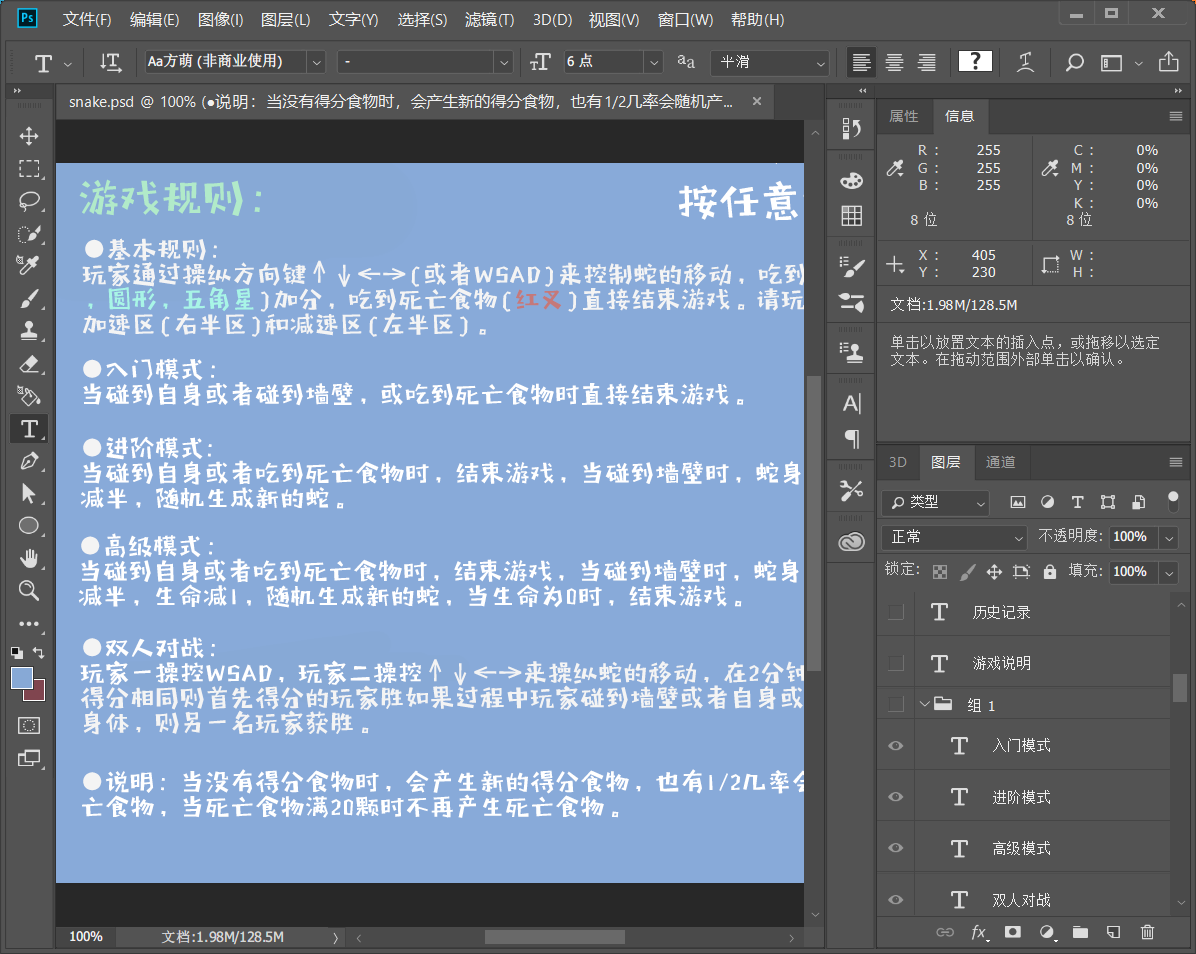 Ps 文件(F) 编辑(E) 图像(I) 图层(L) 文字(Y) 选择(S) 滤镜(T) 3D(D) 视图(V) 窗口(W) 帮助(H)
T Aa方萌 (非商业使用) - 6 点 aa 平滑 ?
snake.psd @ 100% (●说明：当没有得分食物时，会产生新的得分食物，也有1/2几率会随机产...
游戏规则：
按任意
●基本规则：
玩家通过操纵方向键↑↓←→(或者WSAD)来控制蛇的移动，吃到
，圆形，五角星)加分，吃到死亡食物(红叉)直接结束游戏。请玩
加速区(右半区)和减速区(左半区)。
●入门模式：
当碰到自身或者碰到墙壁，或吃到死亡食物时直接结束游戏。
●进阶模式：
当碰到自身或者吃到死亡食物时，结束游戏，当碰到墙壁时，蛇身
减半，随机生成新的蛇。
●高级模式：
当碰到自身或者吃到死亡食物时，结束游戏，当碰到墙壁时，蛇身
减半，生命减1，随机生成新的蛇，当生命为0时，结束游戏。
●双人对战：
玩家一操控WSAD，玩家二操控↑↓←→来操纵蛇的移动，在2分钟
得分相同则首先得分的玩家胜如果过程中玩家碰到墙壁或者自身或
身体，则另一名玩家获胜。
●说明：当没有得分食物时，会产生新的得分食物，也有1/2几率会
亡食物，当死亡食物满20颗时不再产生死亡食物。
100% 文档:1.98M/128.5M
属性 信息
R : 255 C : 0%
G : 255 M : 0%
B : 255 Y : 0%
K : 0%
8 位 8 位
X : 405 W :
Y : 230 H :
文档:1.98M/128.5M
单击以放置文本的插入点，或拖移以选定
文本。在拖动范围外部单击以确认。
3D 图层 通道
类型
正常 不透明度: 100%
锁定: 填充: 100%
T 历史记录
T 游戏说明
组 1
T 入门模式
T 进阶模式
T 高级模式
T 双人对战
fx